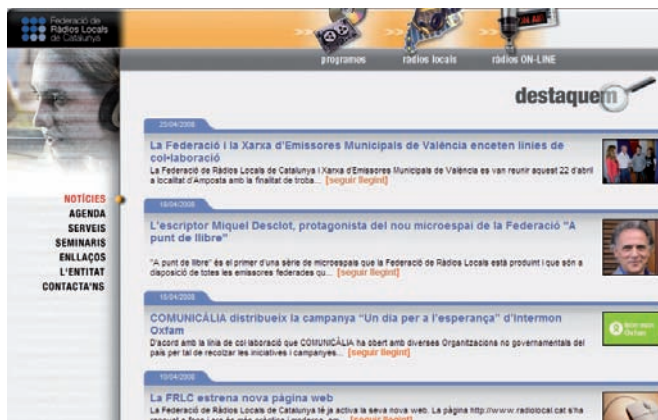 Federació de
Ràdios Locals
de Catalunya
programes
ràdios locals
ràdios ON-LINE
destaquem
NOTÍCIES
AGENDA
SERVEIS
SEMINARIS
ENLLAÇOS
L'ENTITAT
CONTACTA'NS
La Federació i la Xarxa d'Emissores Municipals de València enceten línies de
col•laboració
La Federació de Ràdios Locals de Catalunya i Xarxa d'Emissores Municipals de València es van reunir aquest 22 d'abril
a localitat d'Amposta amb la finalitat de troba... [seguir llegint]
18/04/2008
L'escriptor Miquel Desclot, protagonista del nou microespai de la Federació "A
punt de llibre"
"A punt de llibre" és el primer d'una sèrie de microespais que la Federació de Ràdios Locals està produint i que són a
disposició de totes les emissores federades qu... [seguir llegint]
COMUNICÀLIA distribueix la campanya "Un dia per a l'esperança" d'Intermon
Oxfam
D'acord amb la línia de col·laboració que COMUNICÀLIA ha obert amb diverses Organitzacions no governamentals del
país per tal de recolzar les iniciatives i campanyes... [seguir llegint]
Intermón
Oxfam
10/04/2008
La FRLC estrena nova pàgina web
La Federació de Ràdios Locals de Catalunya té ja activa la seva nova web. La pàgina http://www.radiolocal.cat s'ha